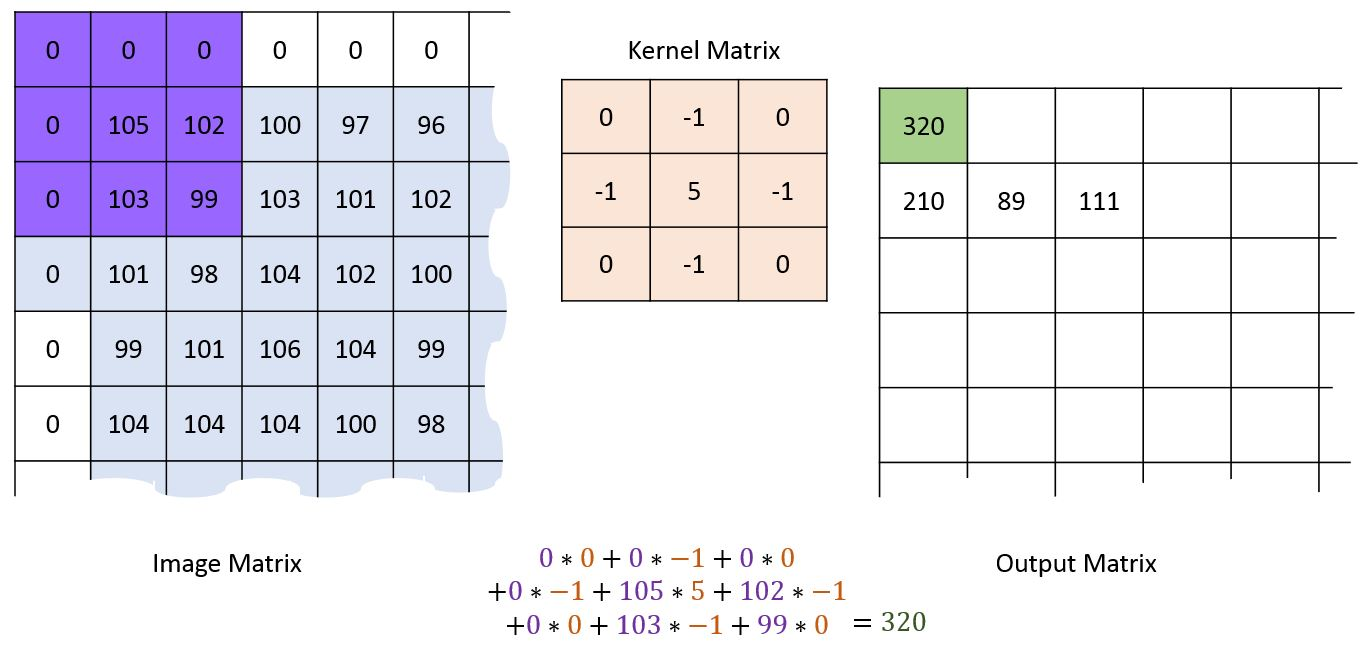 Kernel Matrix
0 0 0 0 0 0
0 105 102 100 97 96
0 103 99 103 101 102
0 101 98 104 102 100
0 99 101 106 104 99
0 104 104 104 100 98
0 -1 0
-1 5 -1
0 -1 0
320
210 89 111
Image Matrix
0 ∗ 0 + 0 ∗ −1 + 0 ∗ 0
+0 ∗ −1 + 105 ∗ 5 + 102 ∗ −1
+0 ∗ 0 + 103 ∗ −1 + 99 ∗ 0 = 320
Output Matrix